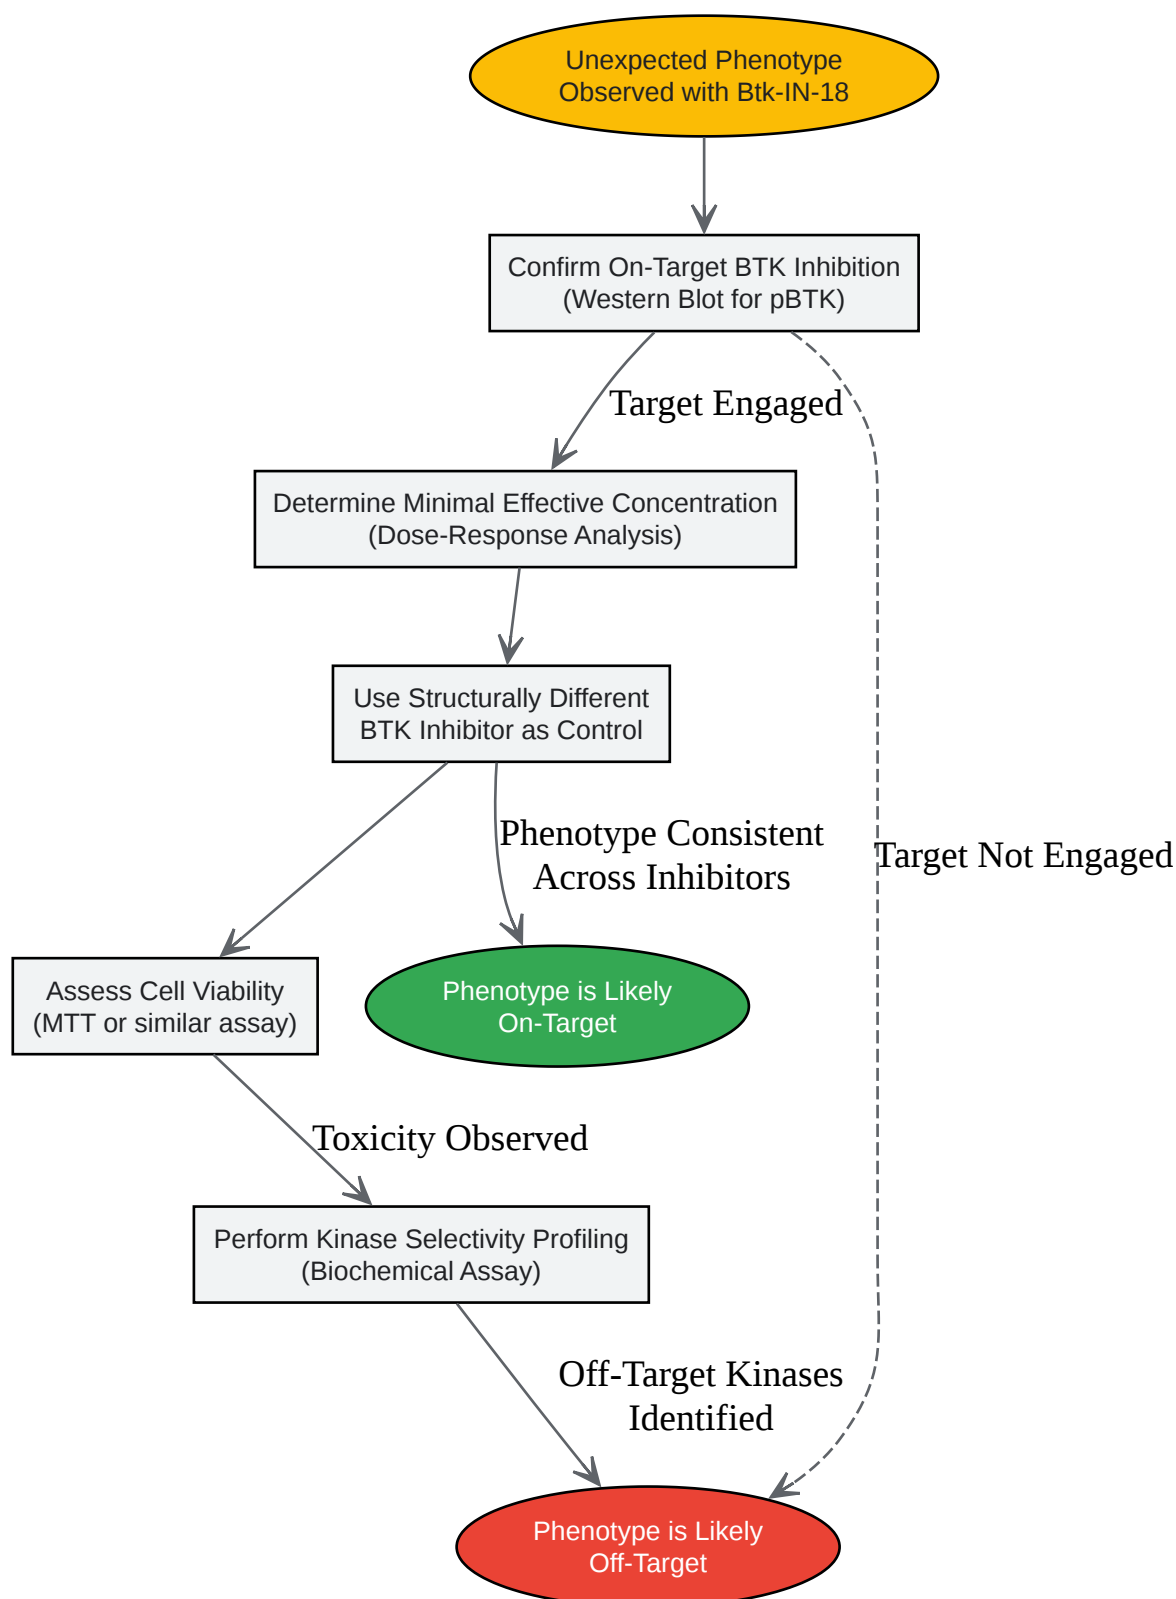 Unexpected Phenotype
Observed with Btk-IN-18
Confirm On-Target BTK Inhibition
(Western Blot for pBTK)
Target Engaged
Determine Minimal Effective Concentration
(Dose-Response Analysis)
Use Structurally Different
BTK Inhibitor as Control
Phenotype Consistent
Across Inhibitors
Target Not Engaged
Assess Cell Viability
(MTT or similar assay)
Phenotype is Likely
On-Target
Toxicity Observed
Perform Kinase Selectivity Profiling
(Biochemical Assay)
Off-Target Kinases
Identified
Phenotype is Likely
Off-Target